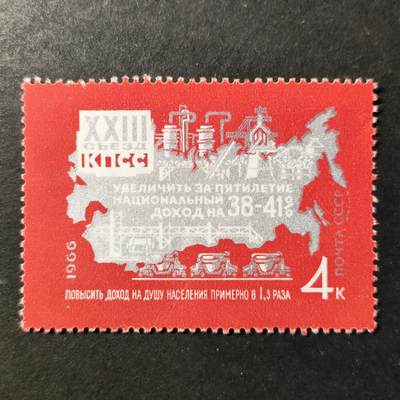 XXIII
СЪЕЗД
КПСС
УВЕЛИЧИТЬ ЗА ПЯТИЛЕТИЕ
НАЦИОНАЛЬНЫЙ
ДОХОД НА 38-41%
1966
ПОЧТА СССР
4к
ПОВЫСИТЬ ДОХОД НА ДУШУ НАСЕЛЕНИЯ ПРИМЕРНО В 1,3 РАЗА